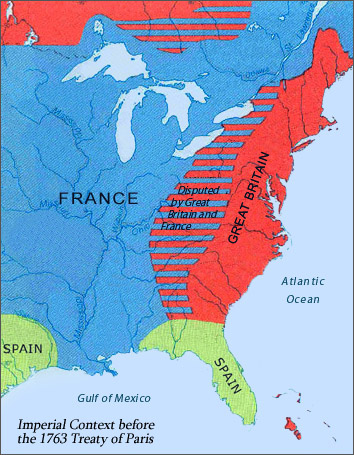 FRANCE
Disputed
by Great
Britain and
France
GREAT BRITAIN
Atlantic
Ocean
SPAIN
SPAIN
Gulf of Mexico
Imperial Context before
the 1763 Treaty of Paris